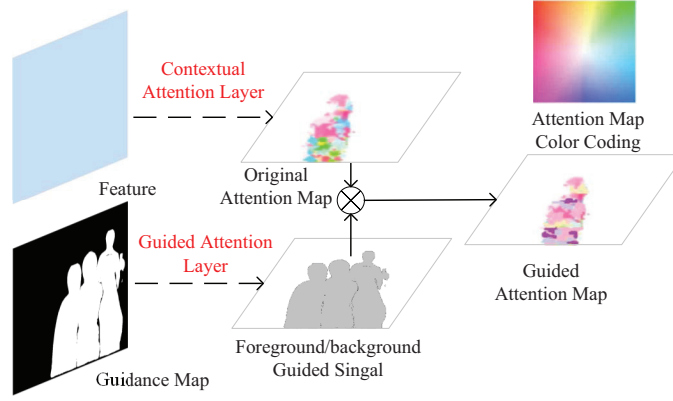 Contextual
Attention Layer
Feature
Original
Attention Map
Attention Map
Color Coding
Guided Attention
Layer
Guidance Map
Foreground/background
Guided Singal
Guided
Attention Map